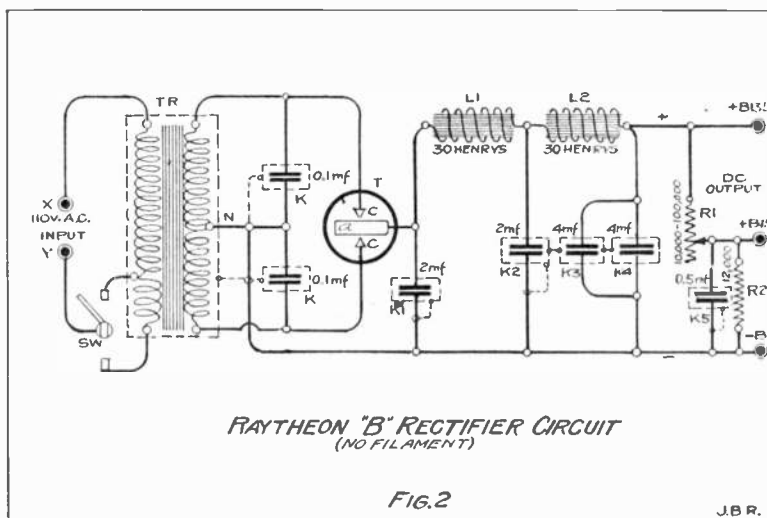 TR
L1
L2
30 HENRYS
30 HENRYS
+
+B135
X
110V. A.C.
INPUT
Y
SW
N
0.1mf
K
0.1mf
K
T
C
a
C
2mf
K1
2mf
K2
4mf
K3
4mf
K4
DC
OUTPUT
R1
10,000-100,000
0.5mf
K5
R2
-
RAYTHEON "B" RECTIFIER CIRCUIT
(NO FILAMENT)
FIG. 2
J.B.R.